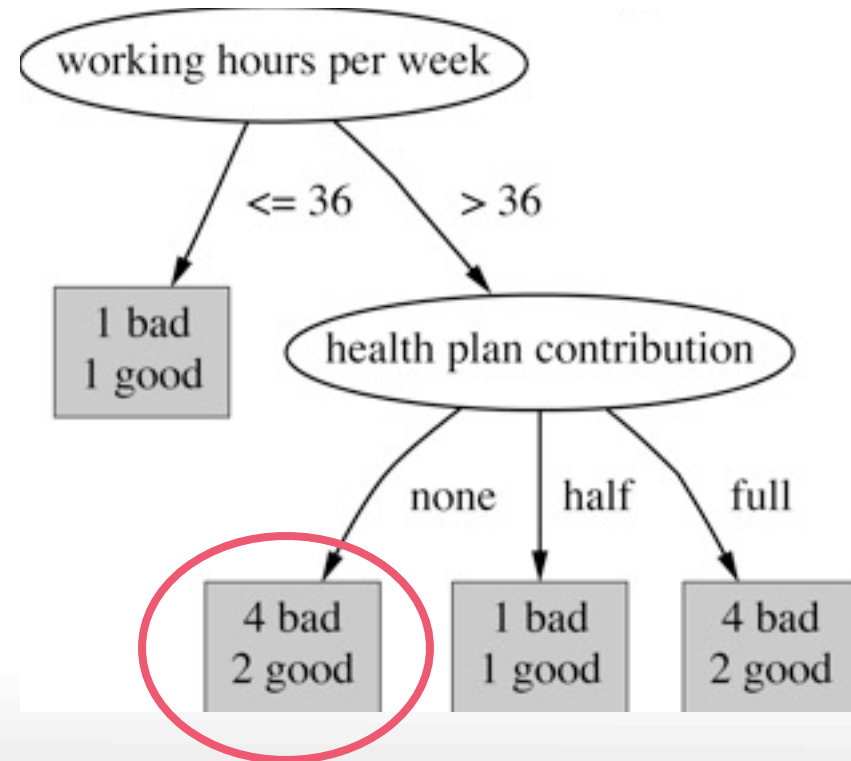 working hours per week
<= 36
> 36
1 bad
1 good
health plan contribution
none
half
full
4 bad
2 good
1 bad
1 good
4 bad
2 good